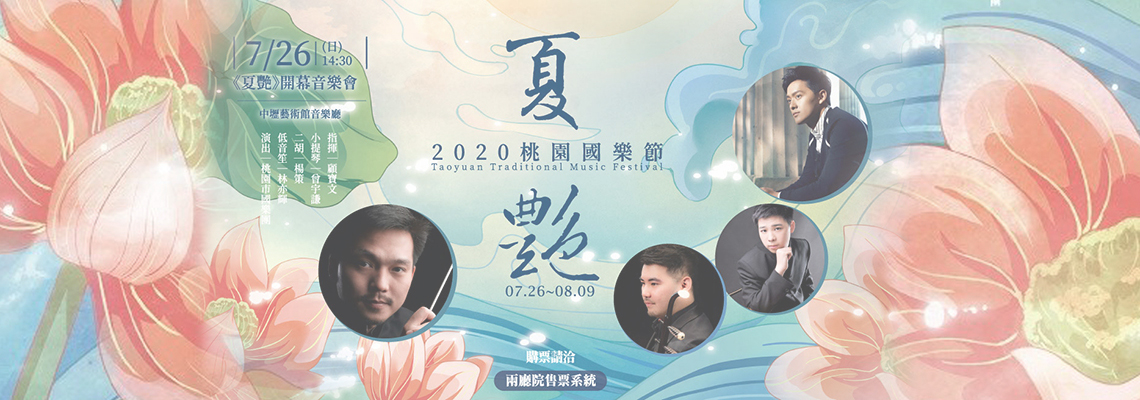 7/26 (日) 14:30
《夏艷》開幕音樂會
中壢藝術館音樂廳
指揮│顧寶文
小提琴│曾宇謙
二胡│楊策
低音笙│林亦輝
演出│桃園市國樂團
夏
2020桃園國樂節
Taoyuan Traditional Music Festival
艷
07.26~08.09
購票請洽
兩廳院售票系統